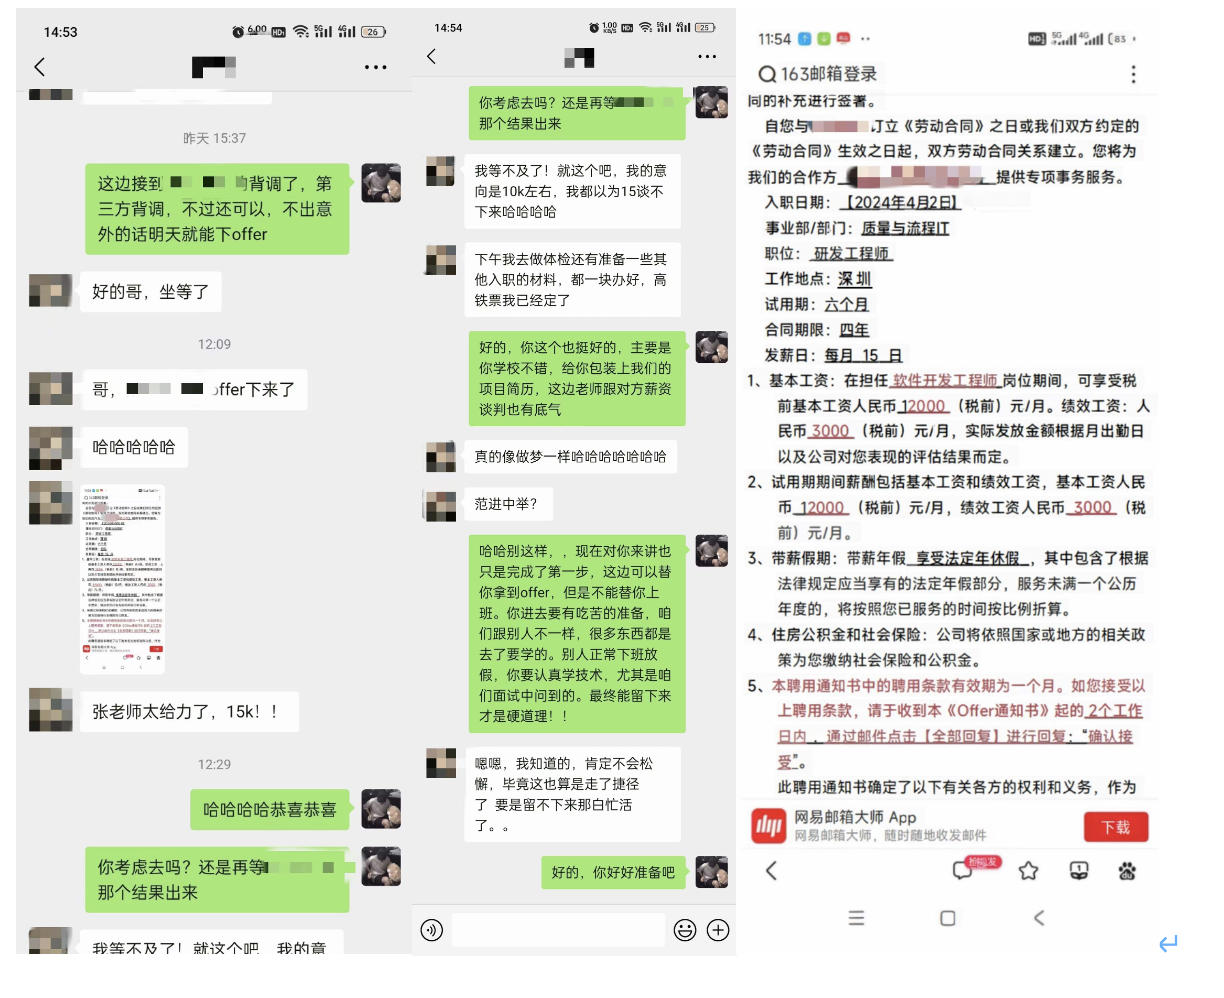 14:53
6.00
HD
5G
4G
26
昨天 15:37
这边接到
背调了，第
三方背调，不过还可以，不出意
外的话明天就能下offer
好的哥，坐等了
12:09
哥，
offer下来了
哈哈哈哈哈
张老师太给力了，15k！！
12:29
哈哈哈哈恭喜恭喜
你考虑去吗？还是再等
那个结果出来
我等不及了！就这个吧，我的意
14:54
1.00
KB/S
HD
5G
4G
25
你考虑去吗？还是再等
那个结果出来
我等不及了！就这个吧，我的意
向是10k左右，我都以为15谈不
下来哈哈哈哈
下午我去做体检还有准备一些其
他入职的材料，都一块办好，高
铁票我已经定了
好的，你这个也挺好的，主要是
你学校不错，给你包装上我们的
项目简历，这边老师跟对方薪资
谈判也有底气
真的像做梦一样哈哈哈哈哈哈哈
范进中举？
哈哈别这样，，现在对你来讲也
只是完成了第一步，这边可以替
你拿到offer，但是不能替你上
班。你进去要有吃苦的准备，咱
们跟别人不一样，很多东西都是
去了要学的。别人正常下班放
假，你要认真学技术，尤其是咱
们面试中问到的。最终能留下来
才是硬道理！！
嗯嗯，我知道的，肯定不会松
懈，毕竟这也算是走了捷径
了 要是留不下来那白忙活
了。。
好的，你好好准备吧
11:54
HD
5G
4G
83
163邮箱登录
同的补充进行签署。
自您与
订立《劳动合同》之日或我们双方约定的
《劳动合同》生效之日起，双方劳动合同关系建立。您将为
我们的合作方
提供专项事务服务。
入职日期：【2024年4月2日】
事业部/部门：质量与流程IT
职位：研发工程师
工作地点：深圳
试用期：六个月
合同期限：四年
发薪日：每月 15 日
1、基本工资：在担任 软件开发工程师 岗位期间，可享受税
前基本工资人民币 12000 （税前）元/月。绩效工资：人
民币 3000 （税前）元/月，实际发放金额根据月出勤日
以及公司对您表现的评估结果而定。
2、试用期期间薪酬包括基本工资和绩效工资，基本工资人民
币 12000 （税前）元/月，绩效工资人民币 3000 （税
前）元/月。
3、带薪假期：带薪年假 享受法定年休假 ，其中包含了根据
法律规定应当享有的法定年假部分，服务未满一个公历
年度的，将按照您已服务的时间按比例折算。
4、住房公积金和社会保险：公司将依照国家或地方的相关政
策为您缴纳社会保险和公积金。
5、本聘用通知书中的聘用条款有效期为一个月。如您接受以
上聘用条款，请于收到本《Offer通知书》起的 2个工作
日内 ，通过邮件点击【全部回复】进行回复：“确认接
受”。
此聘用通知书确定了以下有关各方的权利和义务，作为
网易邮箱大师 App
网易邮箱大师，随时随地收发邮件
下载